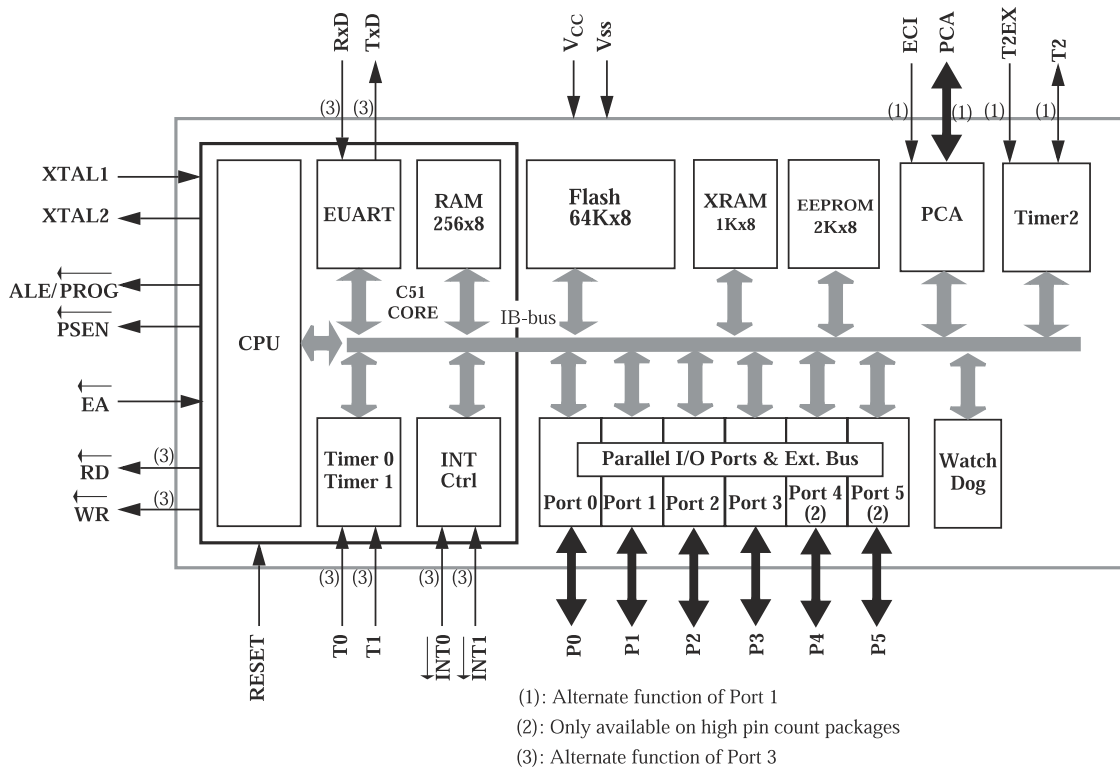 RxD
TxD
VCC
Vss
ECI
PCA
T2EX
T2
(3)
(3)
(1)
(1)
(1)
(1)
XTAL1
XTAL2
ALE/PROG
PSEN
EA
RD
(3)
WR
(3)
CPU
EUART
RAM
256x8
Flash
64Kx8
XRAM
1Kx8
EEPROM
2Kx8
PCA
Timer2
C51
CORE
IB-bus
Timer 0
Timer 1
INT
Ctrl
Parallel I/O Ports & Ext. Bus
Port 0
Port 1
Port 2
Port 3
Port 4
(2)
Port 5
(2)
Watch
Dog
(3)
(3)
(3)
(3)
RESET
T0
T1
INT0
INT1
P0
P1
P2
P3
P4
P5
(1): Alternate function of Port 1
(2): Only available on high pin count packages
(3): Alternate function of Port 3